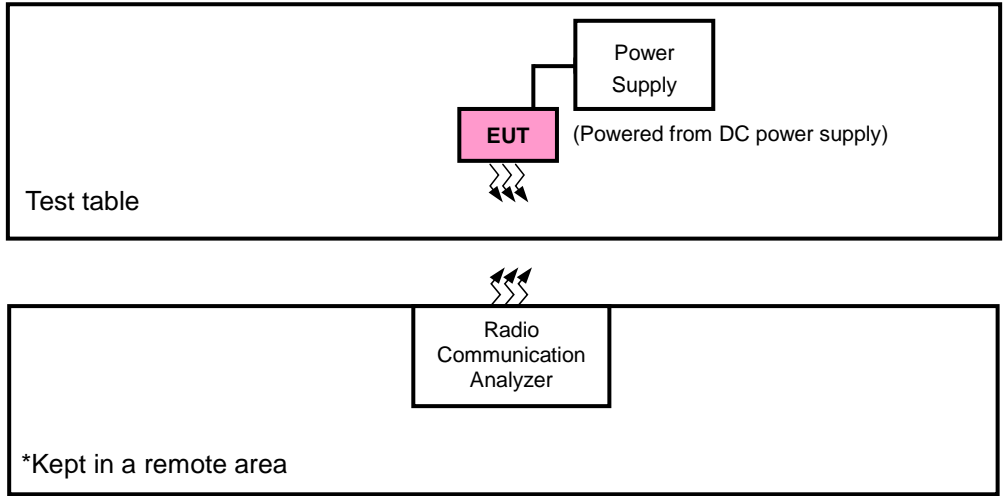 Power
Supply
EUT
(Powered from DC power supply)
Test table
Radio
Communication
Analyzer
*Kept in a remote area